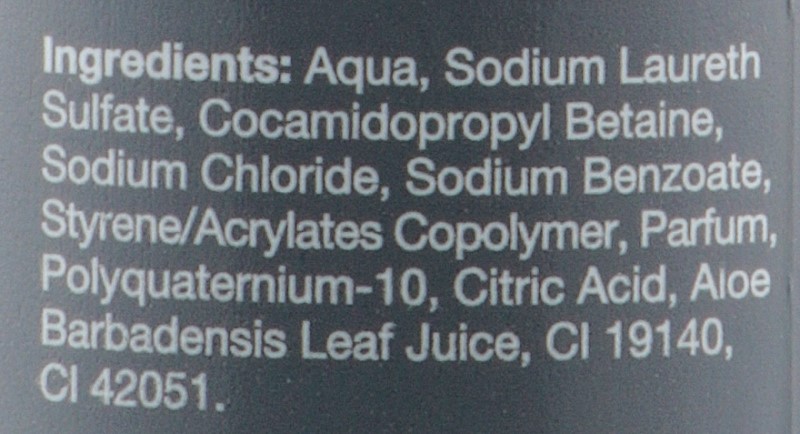 Ingredients: Aqua, Sodium Laureth
Sulfate, Cocamidopropyl Betaine,
Sodium Chloride, Sodium Benzoate,
Styrene/Acrylates Copolymer, Parfum,
Polyquaternium-10, Citric Acid, Aloe
Barbadensis Leaf Juice, CI 19140,
CI 42051.